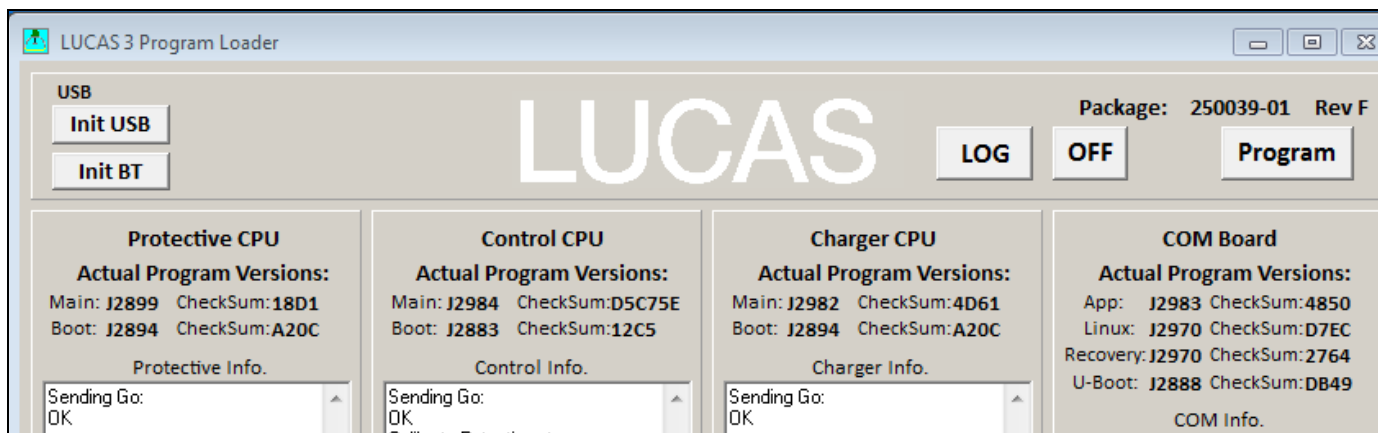 LUCAS 3 Program Loader
USB
Init USB
Init BT
LUCAS
LOG
Package: 250039-01 Rev F
OFF
Program
Protective CPU
Actual Program Versions:
Main: J2899 CheckSum:18D1
Boot: J2894 CheckSum:A20C
Protective Info.
Sending Go:
OK
Control CPU
Actual Program Versions:
Main: J2984 CheckSum:D5C75E
Boot: J2883 CheckSum:12C5
Control Info.
Sending Go:
OK
Charger CPU
Actual Program Versions:
Main: J2982 CheckSum:4D61
Boot: J2894 CheckSum:A20C
Charger Info.
Sending Go:
OK
COM Board
Actual Program Versions:
App: J2983 CheckSum:4850
Linux: J2970 CheckSum:D7EC
Recovery: J2970 CheckSum:2764
U-Boot: J2888 CheckSum:DB49
COM Info.